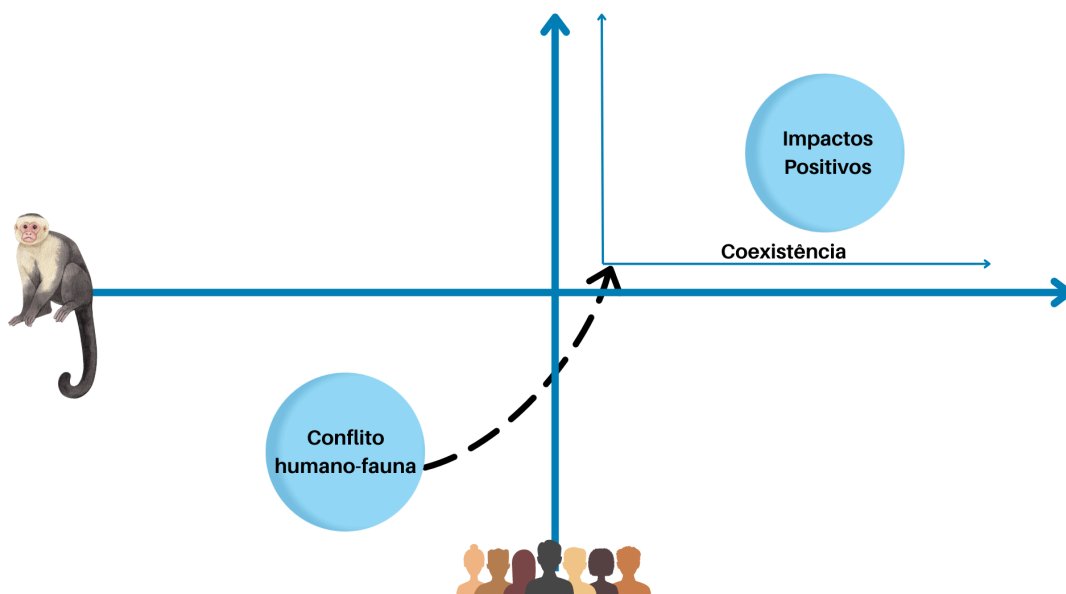 Impactos
Positivos
Coexistência
Conflito
humano-fauna